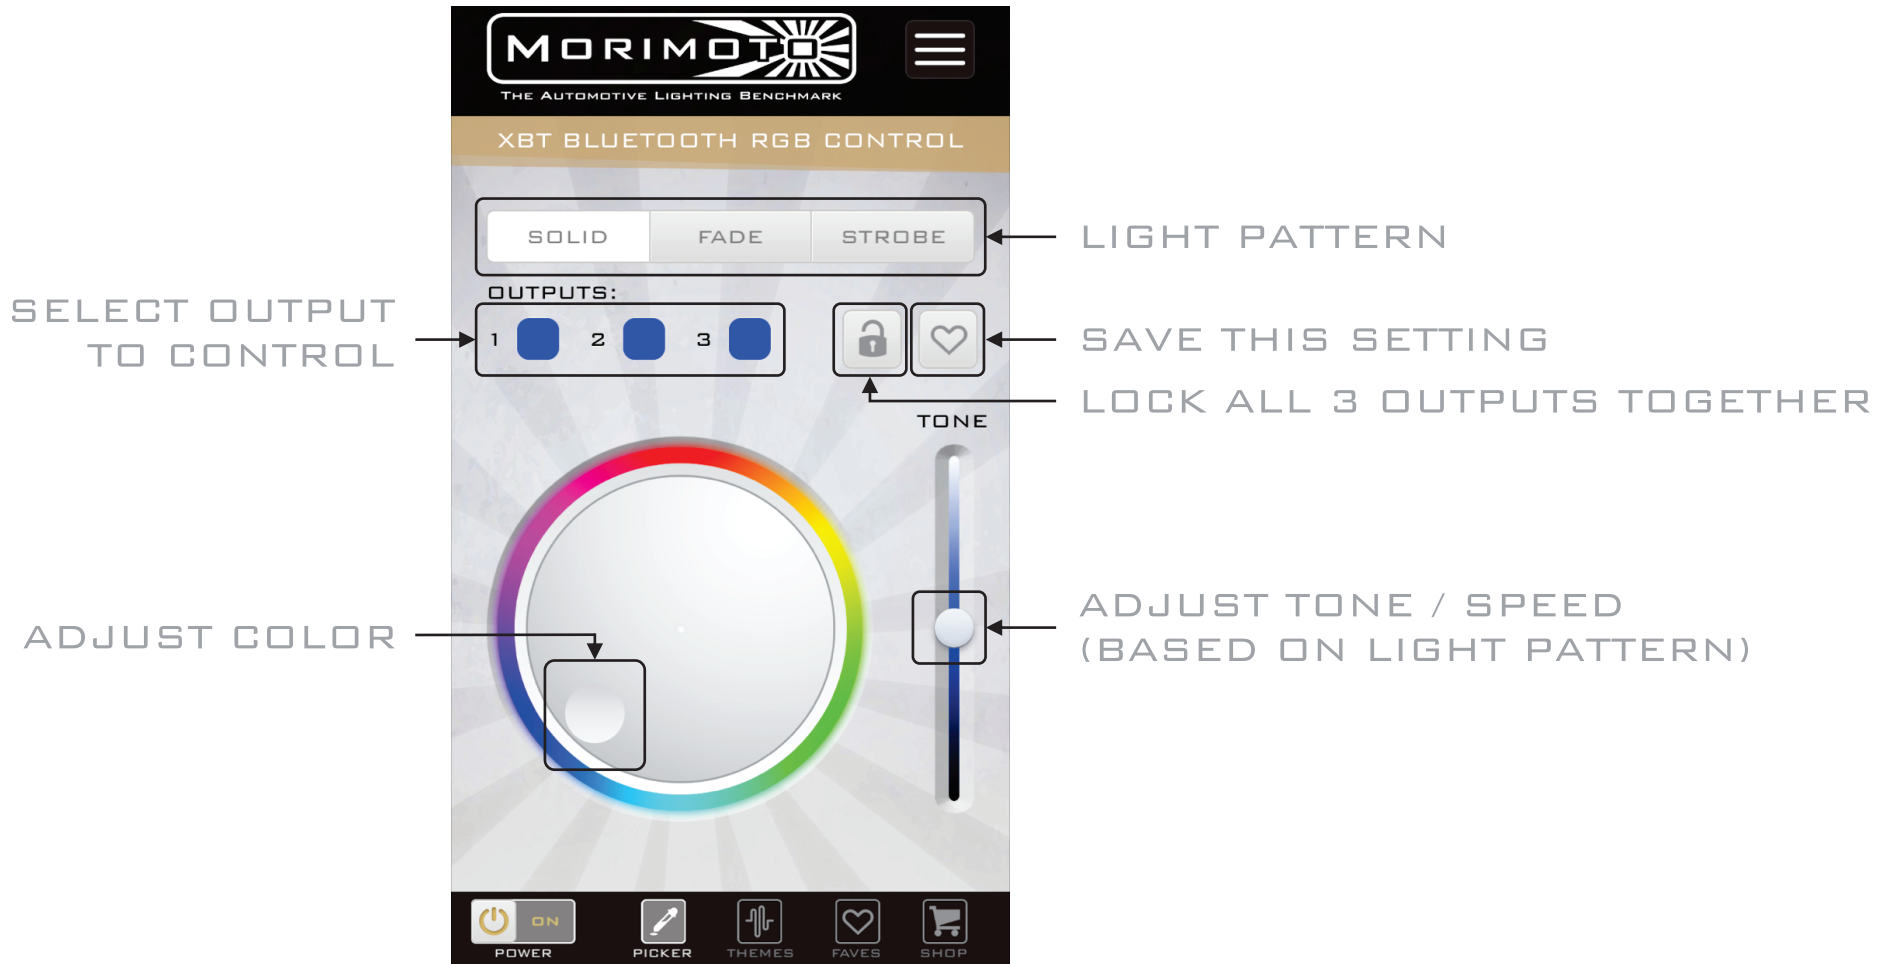 MORIMOTO
THE AUTOMOTIVE LIGHTING BENCHMARK
XBT BLUETOOTH RGB CONTROL
SOLID FADE STROBE
LIGHT PATTERN
OUTPUTS:
1 2 3
SELECT OUTPUT
TO CONTROL
SAVE THIS SETTING
LOCK ALL 3 OUTPUTS TOGETHER
TONE
ADJUST COLOR
ADJUST TONE / SPEED
(BASED ON LIGHT PATTERN)
ON
POWER PICKER THEMES FAVES SHOP